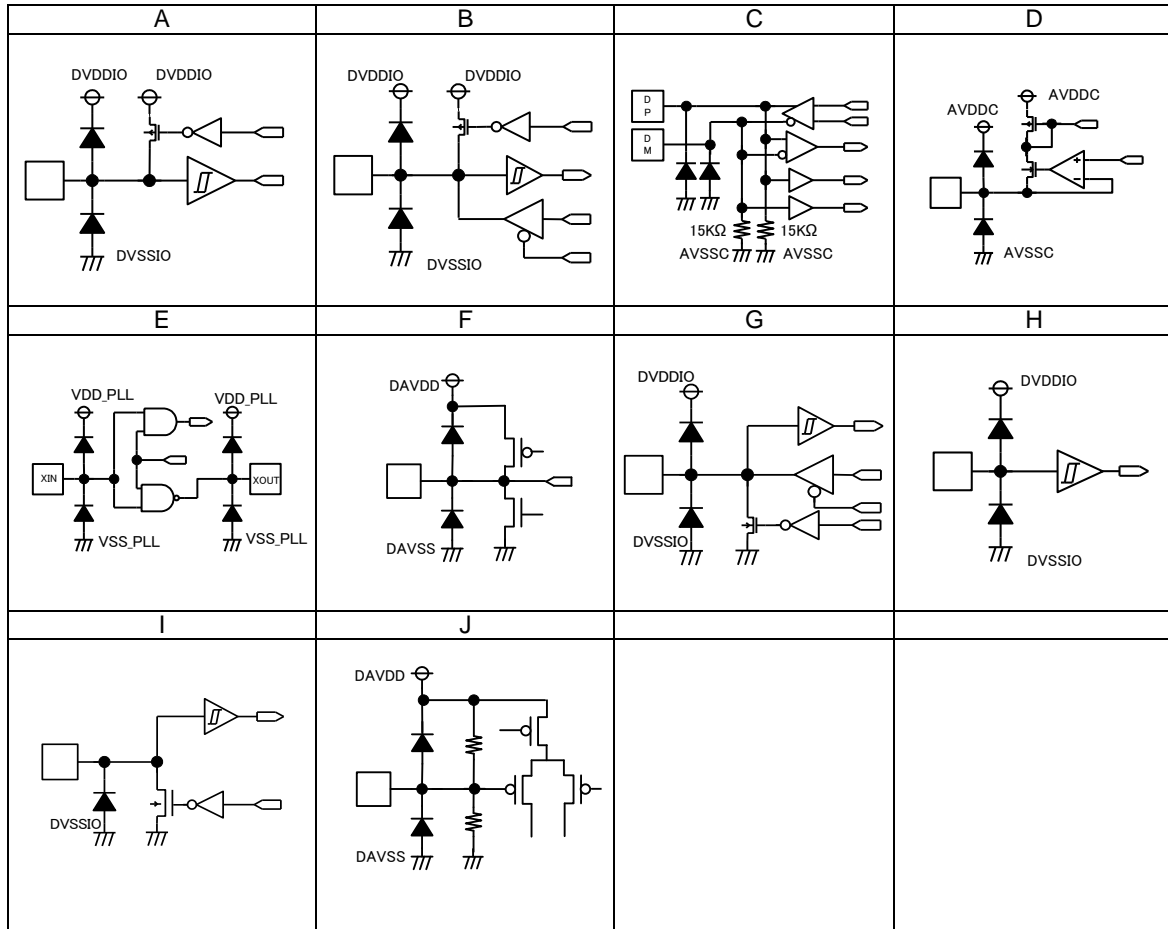 A B C D
DVDDIO DVDDIO
DVSSIO
DVDDIO DVDDIO
DVSSIO
D
P
D
M
15KΩ 15KΩ
AVSSC AVSSC
AVDDC AVDDC
+
−
AVSSC
E F G H
VDD_PLL VDD_PLL
XIN XOUT
VSS_PLL VSS_PLL
DAVDD
DAVSS
DVDDIO
DVSSIO
DVDDIO
DVSSIO
I J
DVSSIO
DAVDD
DAVSS